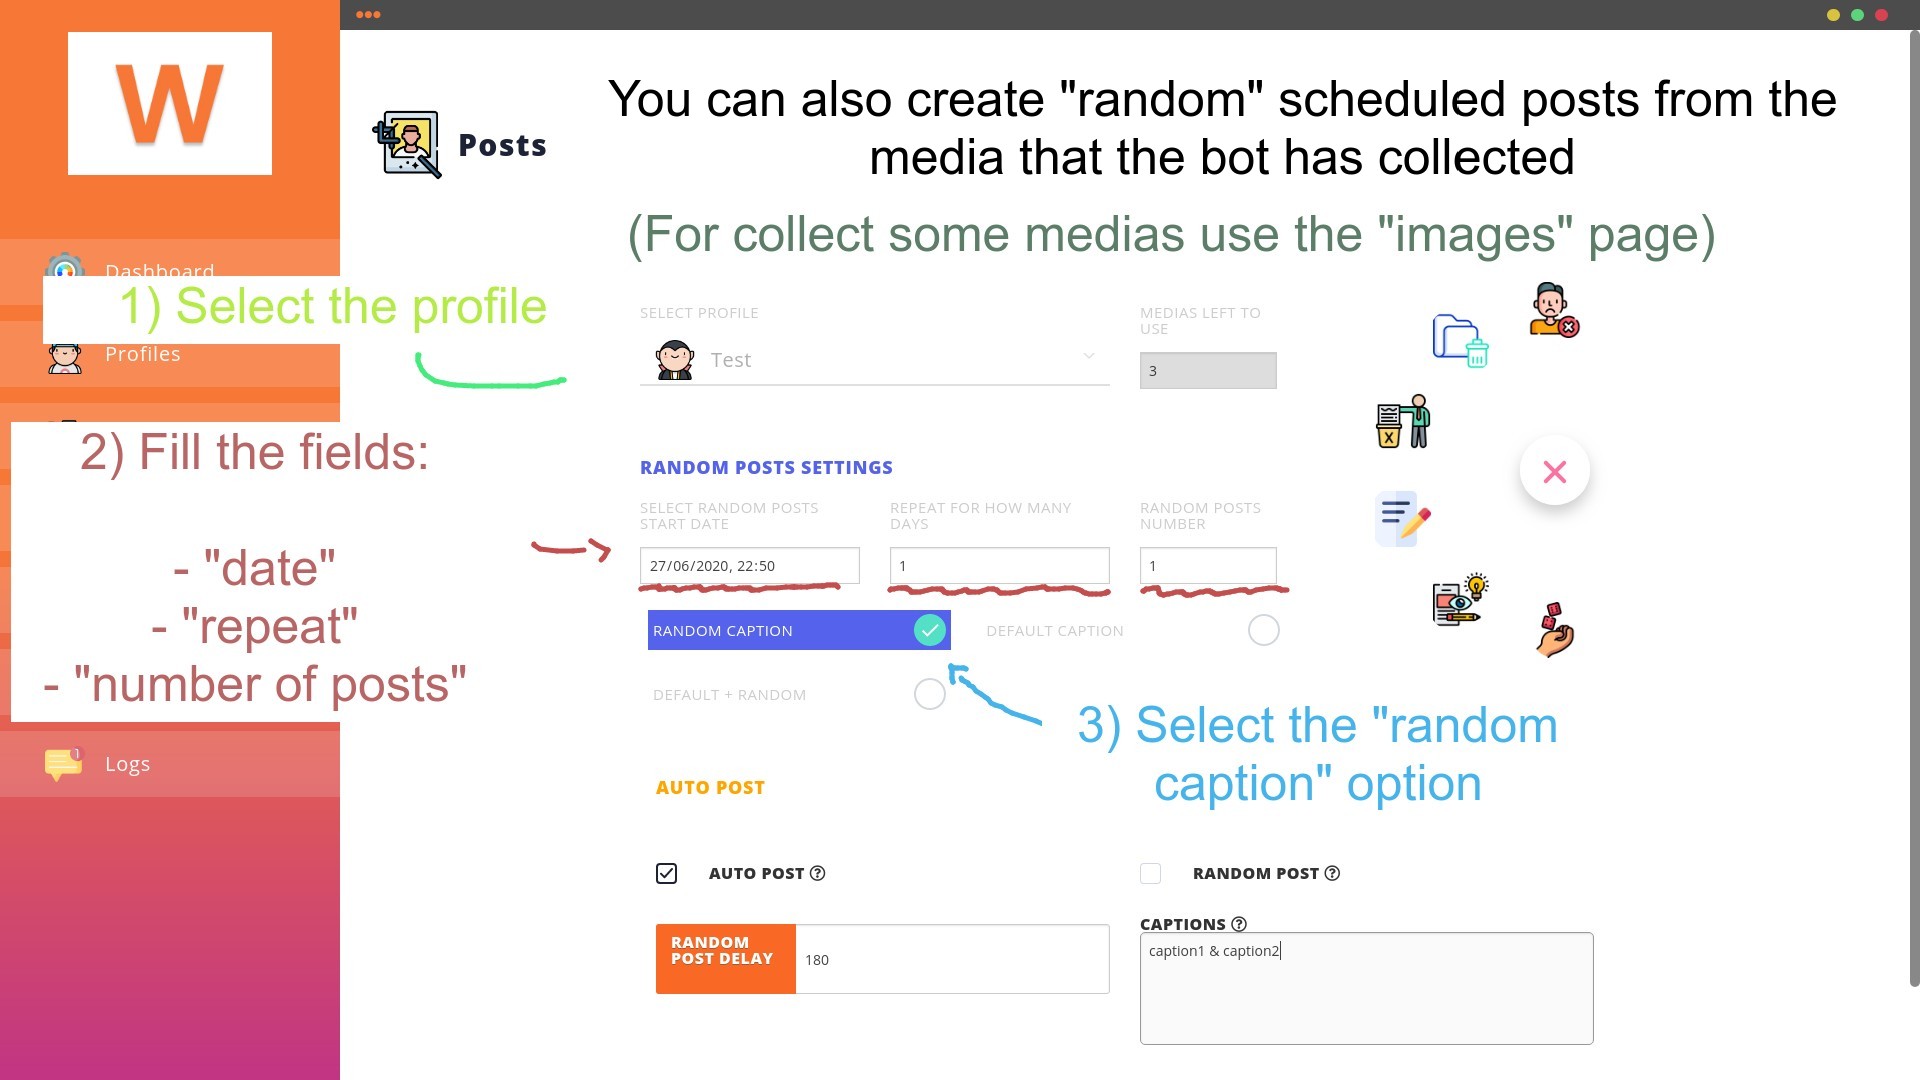 W
Posts
You can also create "random" scheduled posts from the
media that the bot has collected
(For collect some medias use the "images" page)
Dashboard
1) Select the profile
Profiles
2) Fill the fields:
- "date"
- "repeat"
- "number of posts"
1
Logs
SELECT PROFILE
Test
MEDIAS LEFT TO
USE
3
RANDOM POSTS SETTINGS
SELECT RANDOM POSTS
START DATE
27/06/2020, 22:50
REPEAT FOR HOW MANY
DAYS
1
RANDOM POSTS
NUMBER
1
RANDOM CAPTION
DEFAULT CAPTION
DEFAULT + RANDOM
3) Select the "random
caption" option
AUTO POST
AUTO POST ?
RANDOM POST ?
RANDOM
POST DELAY
180
CAPTIONS ?
caption1 & caption2